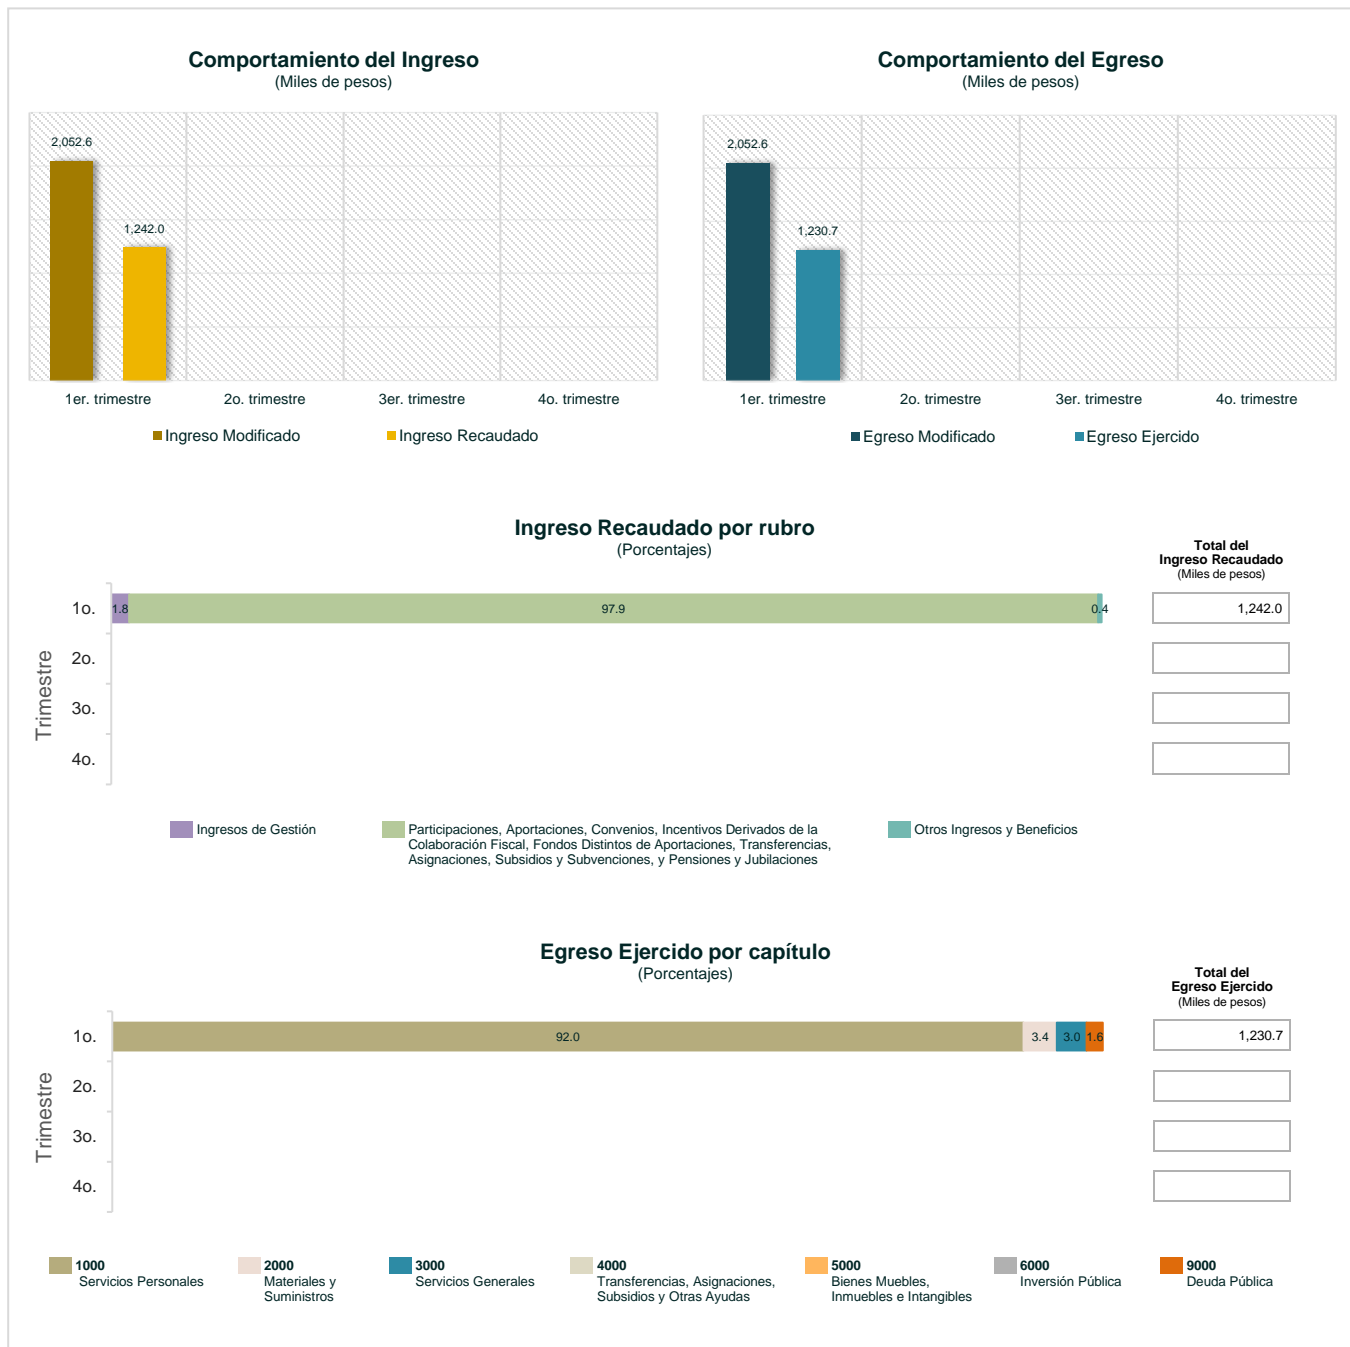 Comportamiento del Ingreso
(Miles de pesos)
2,052.6
1,242.0
1er. trimestre
2o. trimestre
3er. trimestre
4o. trimestre
Ingreso Modificado
Ingreso Recaudado
Comportamiento del Egreso
(Miles de pesos)
2,052.6
1,230.7
1er. trimestre
2o. trimestre
3er. trimestre
4o. trimestre
Egreso Modificado
Egreso Ejercido
Ingreso Recaudado por rubro
(Porcentajes)
Total del
Ingreso Recaudado
(Miles de pesos)
Trimestre
1o.
1.8
97.9
0.4
1,242.0
2o.
3o.
4o.
Ingresos de Gestión
Participaciones, Aportaciones, Convenios, Incentivos Derivados de la
Colaboración Fiscal, Fondos Distintos de Aportaciones, Transferencias,
Asignaciones, Subsidios y Subvenciones, y Pensiones y Jubilaciones
Otros Ingresos y Beneficios
Egreso Ejercido por capítulo
(Porcentajes)
Total del
Egreso Ejercido
(Miles de pesos)
Trimestre
1o.
92.0
3.4
3.0
1.6
1,230.7
2o.
3o.
4o.
1000
Servicios Personales
2000
Materiales y
Suministros
3000
Servicios Generales
4000
Transferencias, Asignaciones,
Subsidios y Otras Ayudas
5000
Bienes Muebles,
Inmuebles e Intangibles
6000
Inversión Pública
9000
Deuda Pública